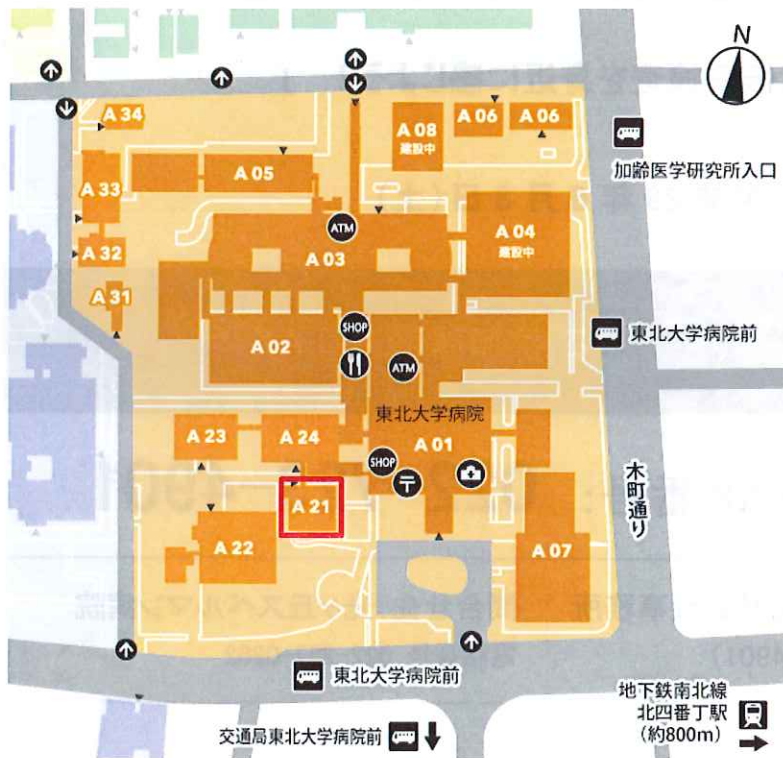 N
A 34
A 08
建設中
A 06
A 06
加齢医学研究所入口
A 33
A 05
ATM
A 04
建設中
A 32
A 03
A 31
SHOP
東北大学病院前
A 02
ATM
東北大学病院
A 23
A 24
A 01
SHOP
〒
木町通り
A 21
A 22
A 07
東北大学病院前
地下鉄南北線
北四番丁駅
(約800m)
交通局東北大学病院前